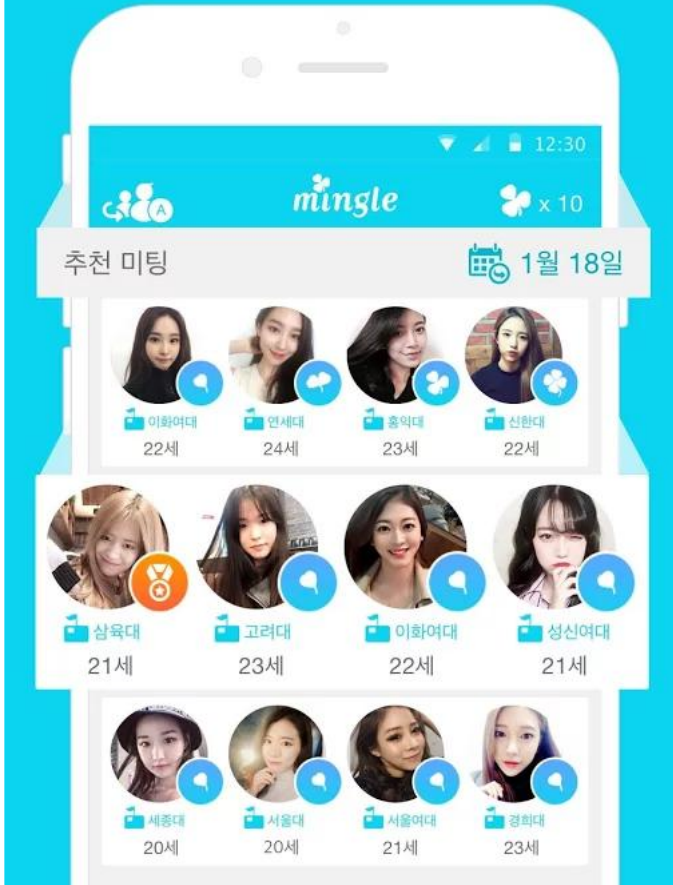 12:30
mingle
A
x 10
추천 미팅
1월 18일
이화여대 연세대 홍익대 신한대
22세 24세 23세 22세
삼육대 고려대 이화여대 성신여대
21세 23세 22세 21세
세종대 서울대 서울여대 경희대
20세 20세 21세 23세